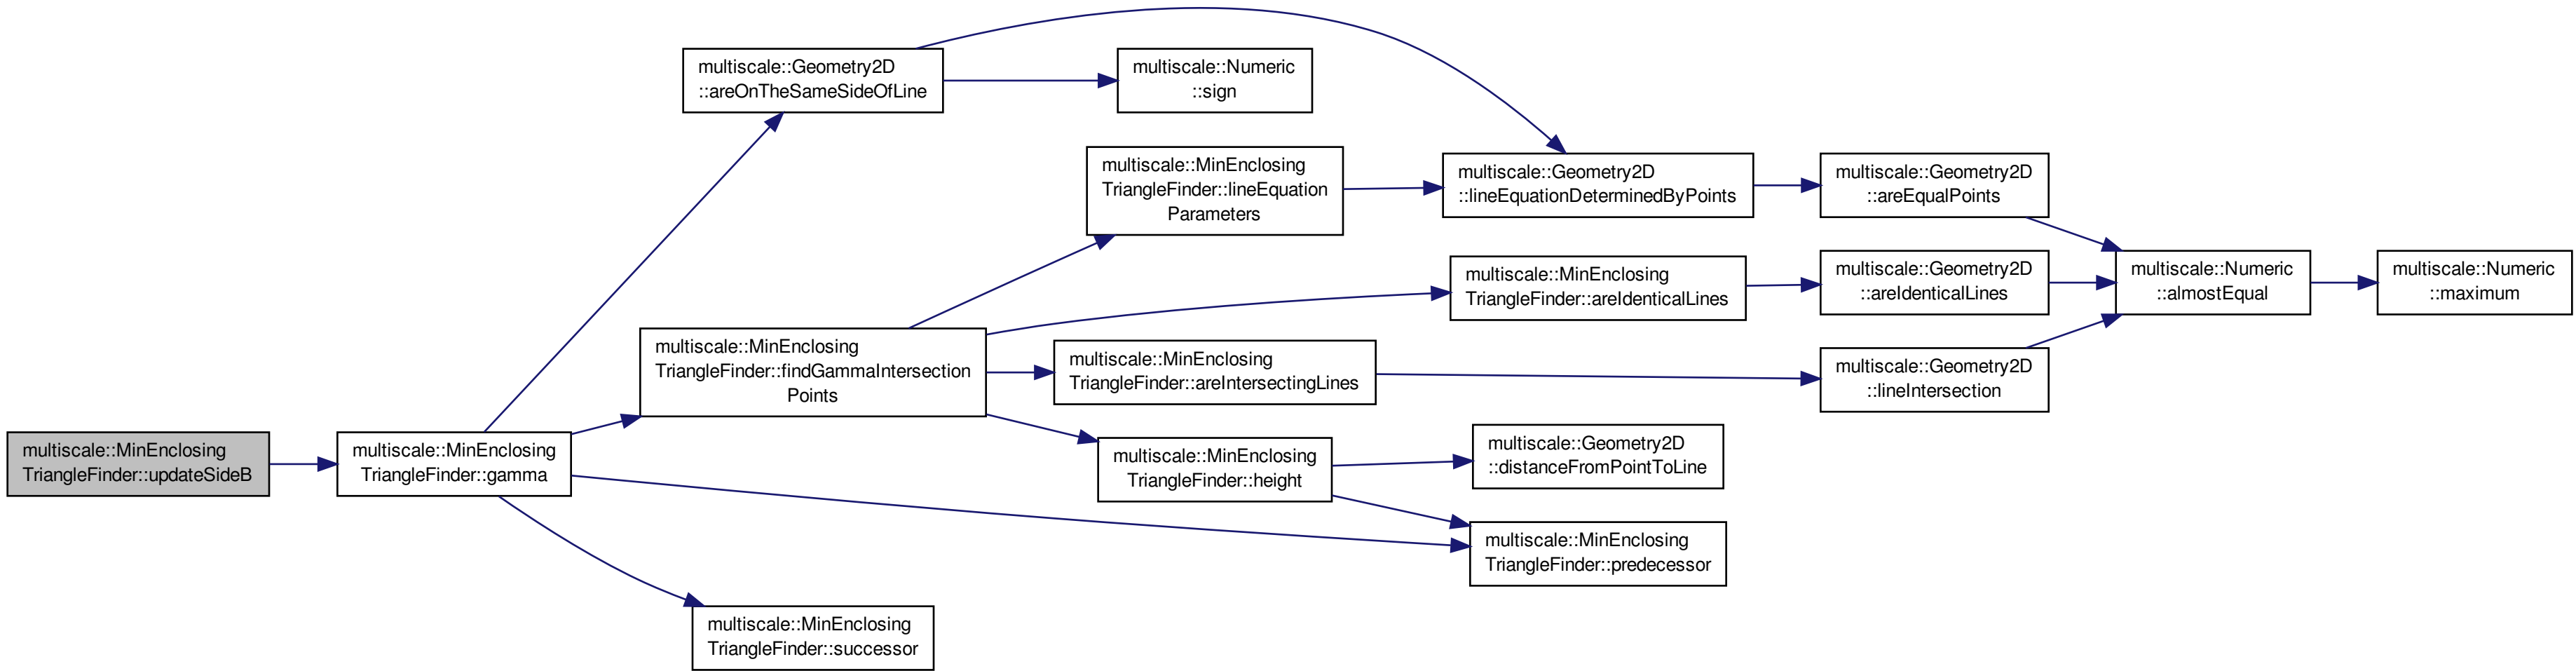 multiscale::MinEnclosing
TriangleFinder::updateSideB
multiscale::MinEnclosing
TriangleFinder::gamma
multiscale::Geometry2D
::areOnTheSameSideOfLine
multiscale::Numeric
::sign
multiscale::MinEnclosing
TriangleFinder::findGammaIntersection
Points
multiscale::MinEnclosing
TriangleFinder::lineEquation
Parameters
multiscale::Geometry2D
::lineEquationDeterminedByPoints
multiscale::Geometry2D
::areEqualPoints
multiscale::MinEnclosing
TriangleFinder::areIdenticalLines
multiscale::Geometry2D
::areIdenticalLines
multiscale::Numeric
::almostEqual
multiscale::Numeric
::maximum
multiscale::MinEnclosing
TriangleFinder::areIntersectingLines
multiscale::Geometry2D
::lineIntersection
multiscale::MinEnclosing
TriangleFinder::height
multiscale::Geometry2D
::distanceFromPointToLine
multiscale::MinEnclosing
TriangleFinder::predecessor
multiscale::MinEnclosing
TriangleFinder::successor